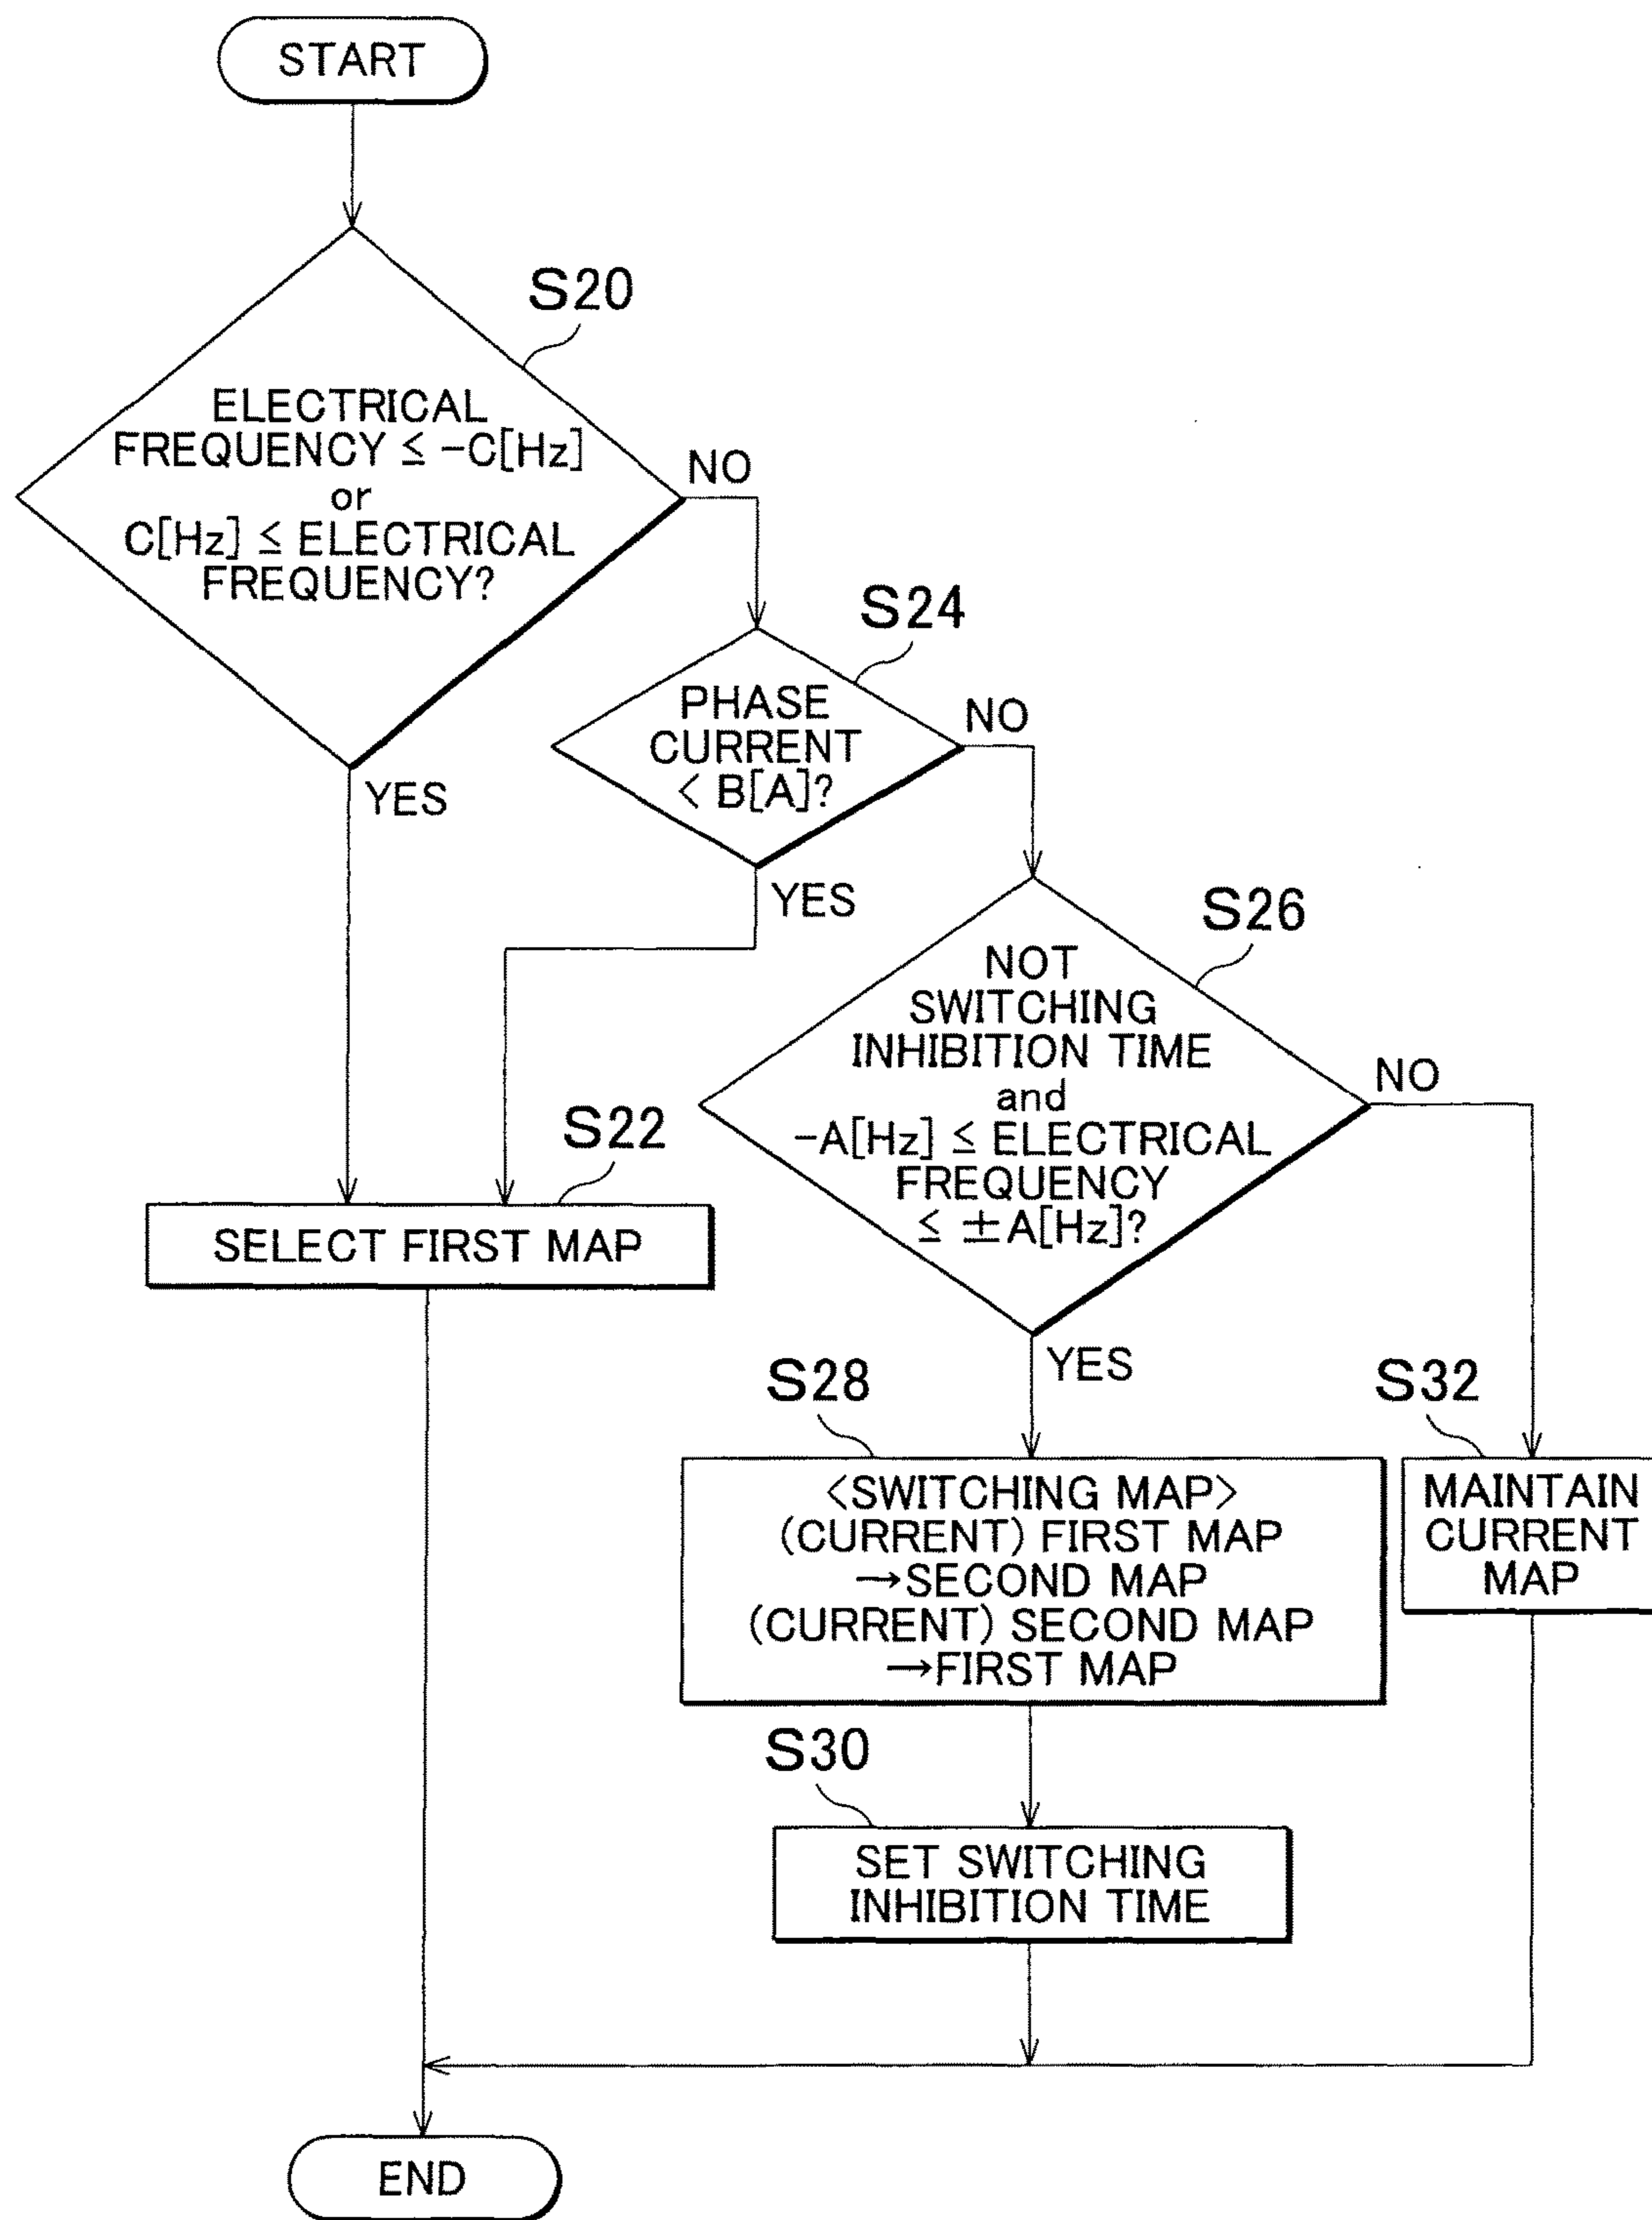 START
S20
ELECTRICAL
FREQUENCY ≤ -C[Hz]
or
C[Hz] ≤ ELECTRICAL
FREQUENCY?
NO
YES
S24
PHASE
CURRENT
< B[A]?
NO
YES
S26
NOT
SWITCHING
INHIBITION TIME
and
-A[Hz] ≤ ELECTRICAL
FREQUENCY
≤ ±A[Hz]?
NO
YES
S22
SELECT FIRST MAP
S28
<SWITCHING MAP>
(CURRENT) FIRST MAP
→SECOND MAP
(CURRENT) SECOND MAP
→FIRST MAP
S32
MAINTAIN
CURRENT
MAP
S30
SET SWITCHING
INHIBITION TIME
END